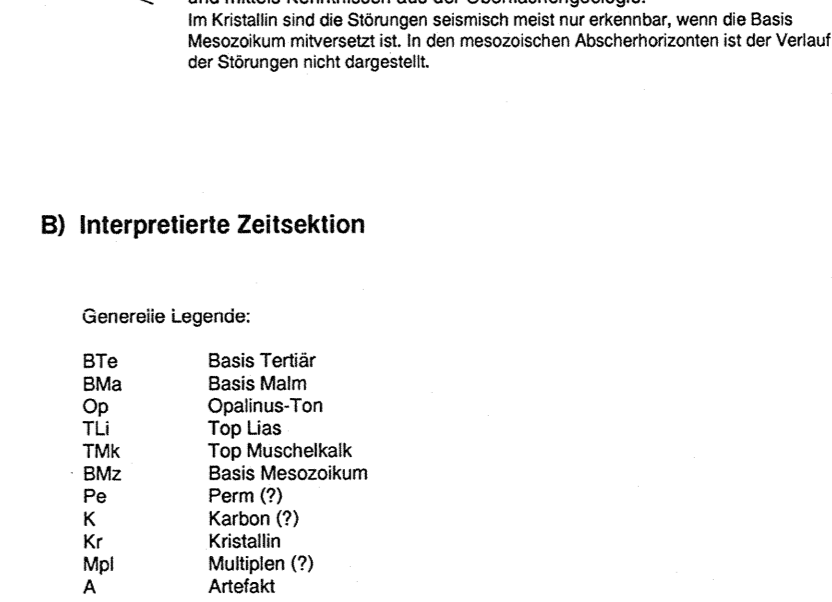 und mittels Kenntnissen aus der Oberflächengeologie.
Im Kristallin sind die Störungen seismisch meist nur erkennbar, wenn die Basis
Mesozoikum mitversetzt ist. In den mesozoischen Abscherhorizonten ist der Verlauf
der Störungen nicht dargestellt.
B) Interpretierte Zeitsektion
Generelle Legende:
BTe Basis Tertiär
BMa Basis Malm
Op Opalinus-Ton
TLi Top Lias
TMk Top Muschelkalk
BMz Basis Mesozoikum
Pe Perm (?)
K Karbon (?)
Kr Kristallin
Mpl Multiplen (?)
A Artefakt